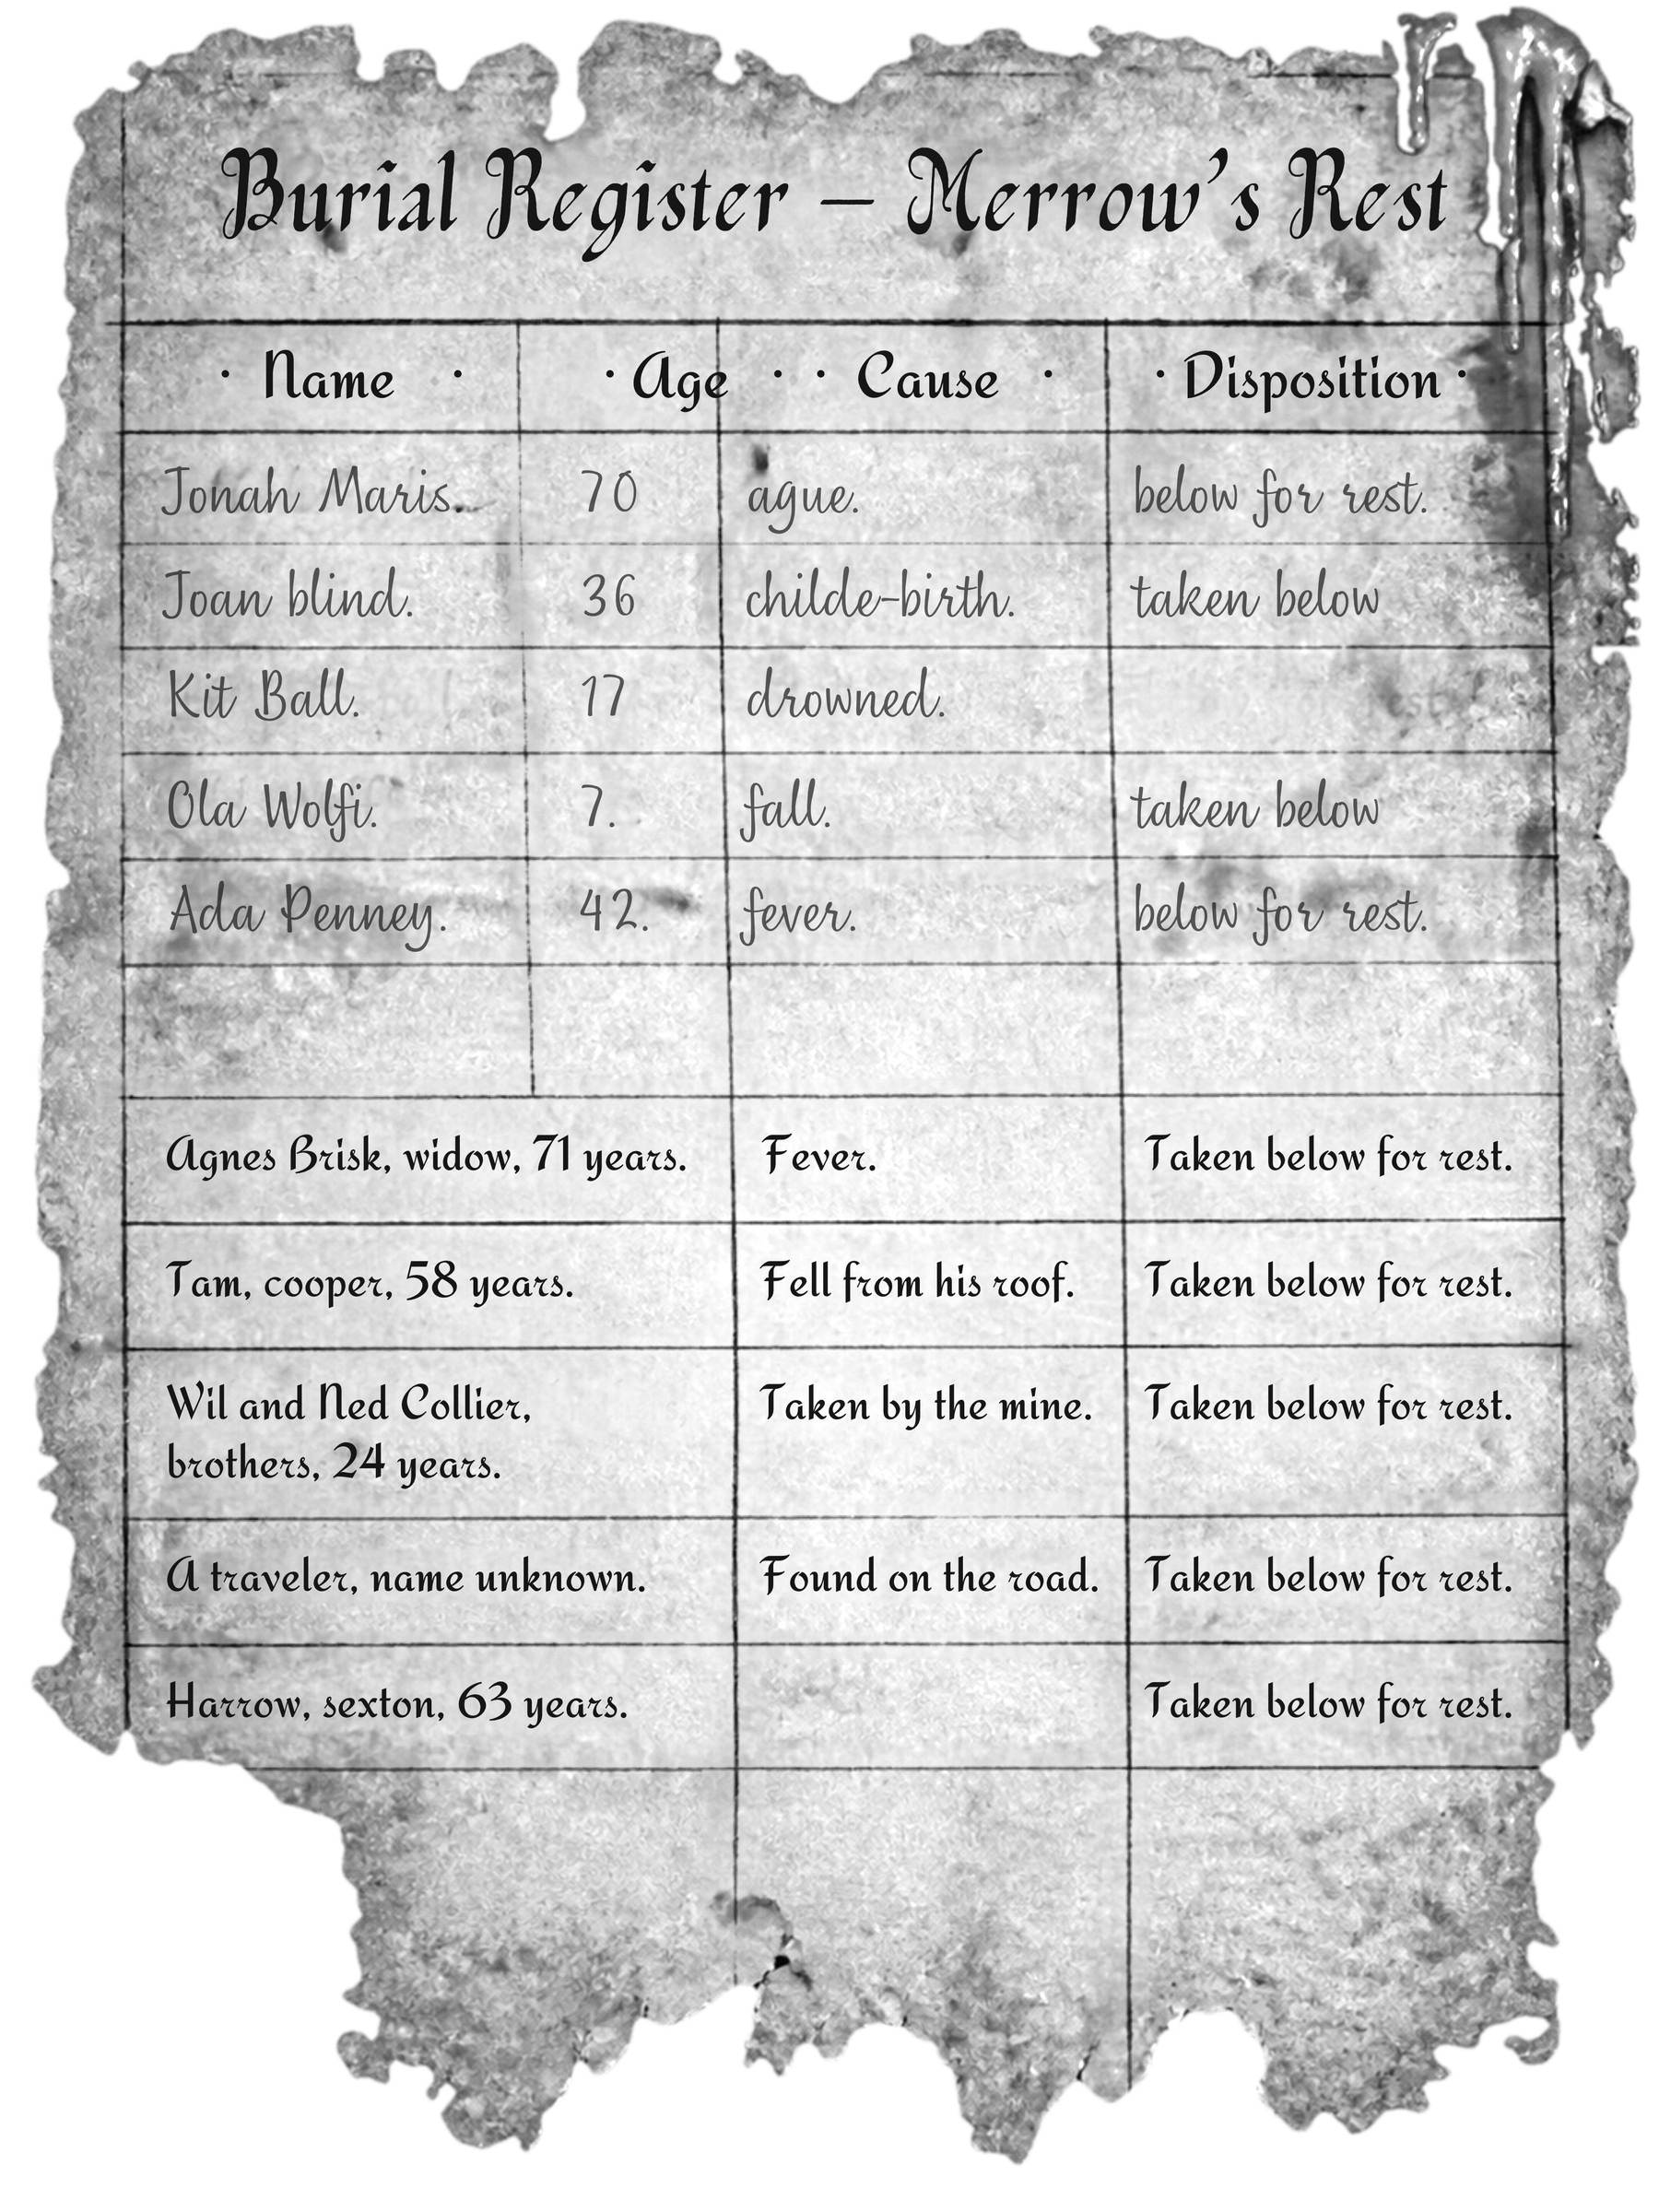 Burial Register – Merrow's Rest
· Name · · Age · · Cause · · Disposition ·
Jonah Maris. 70 ague. below for rest.
Joan blind. 36 childe-birth. taken below
Kit Ball. 17 drowned.
Ola Wolfi. 7. fall. taken below
Ada Penney. 42. fever. below for rest.
Agnes Brisk, widow, 71 years. Fever. Taken below for rest.
Tam, cooper, 58 years. Fell from his roof. Taken below for rest.
Wil and Ned Collier, Taken by the mine. Taken below for rest.
brothers, 24 years.
A traveler, name unknown. Found on the road. Taken below for rest.
Harrow, sexton, 63 years. Taken below for rest.